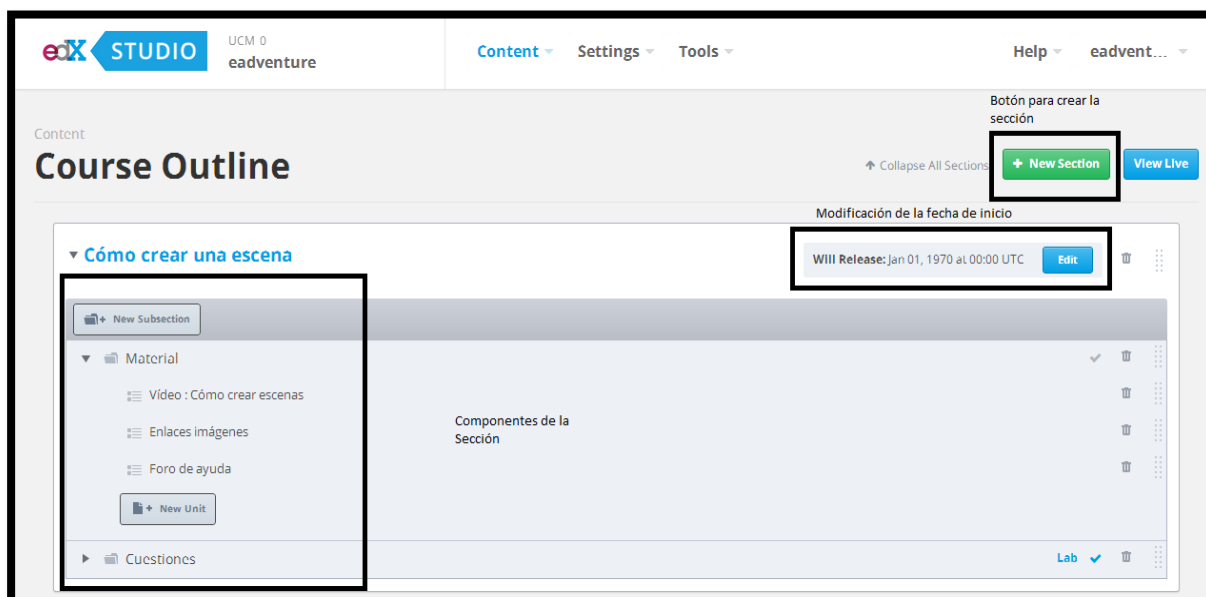 edX STUDIO
UCM 0
eadventure
Content
Settings
Tools
Help
eadvent...
Botón para crear la
sección
Content
Course Outline
Collapse All Sections
+ New Section
View Live
Modificación de la fecha de inicio
Cómo crear una escena
Will Release: Jan 01, 1970 at 00:00 UTC
Edit
+ New Subsection
Material
Vídeo : Cómo crear escenas
Enlaces imágenes
Componentes de la
Sección
Foro de ayuda
+ New Unit
Cuestiones
Lab